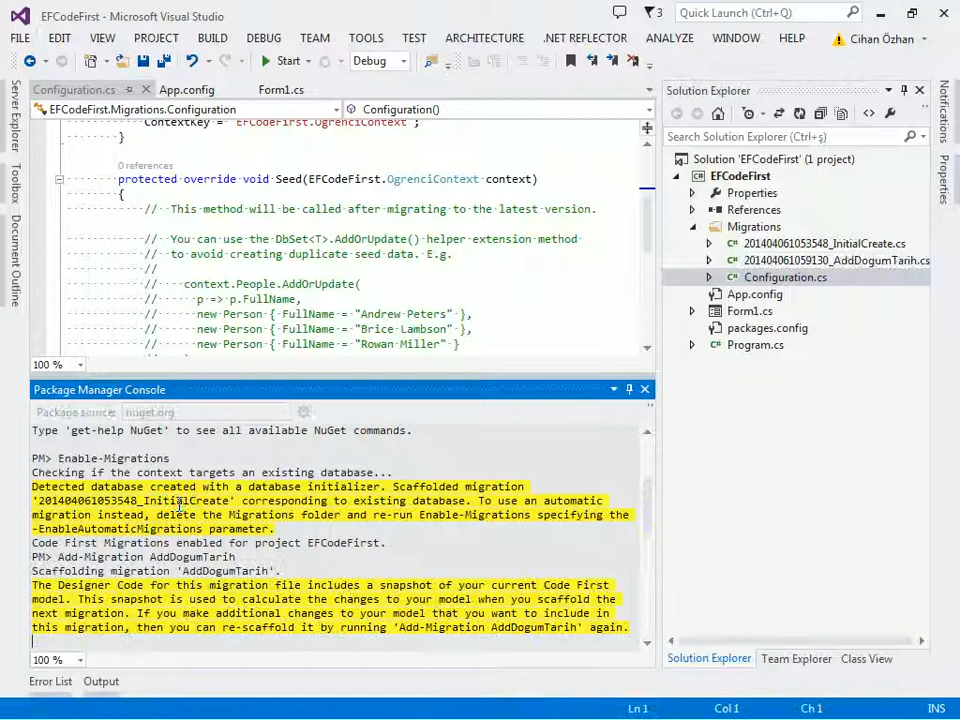 EFCodeFirst - Microsoft Visual Studio
3
Quick Launch (Ctrl+Q)
FILE EDIT VIEW PROJECT BUILD DEBUG TEAM TOOLS TEST ARCHITECTURE .NET REFLECTOR ANALYZE WINDOW HELP Cihan Özhan
Start Debug
Configuration.cs App.config Form1.cs
EFCodeFirst.Migrations.Configuration Configuration()
Server Explorer
Toolbox
Document Outline
ContextKey = "EFCodeFirst.OgrenciContext";
}
0 references
protected override void Seed(EFCodeFirst.OgrenciContext context)
{
// This method will be called after migrating to the latest version.
// You can use the DbSet<T>.AddOrUpdate() helper extension method
// to avoid creating duplicate seed data. E.g.
//
// context.People.AddOrUpdate(
// p => p.FullName,
// new Person { FullName = "Andrew Peters" },
// new Person { FullName = "Brice Lambson" },
// new Person { FullName = "Rowan Miller" }
100 %
Package Manager Console
Package source: nuget.org
Type 'get-help NuGet' to see all available NuGet commands.
PM> Enable-Migrations
Checking if the context targets an existing database...
Detected database created with a database initializer. Scaffolded migration
'201404061053548_InitialCreate' corresponding to existing database. To use an automatic
migration instead, delete the Migrations folder and re-run Enable-Migrations specifying the
-EnableAutomaticMigrations parameter.
Code First Migrations enabled for project EFCodeFirst.
PM> Add-Migration AddDogumTarih
Scaffolding migration 'AddDogumTarih'.
The Designer Code for this migration file includes a snapshot of your current Code First
model. This snapshot is used to calculate the changes to your model when you scaffold the
next migration. If you make additional changes to your model that you want to include in
this migration, then you can re-scaffold it by running 'Add-Migration AddDogumTarih' again.
100 %
Error List Output
Solution Explorer
Search Solution Explorer (Ctrl+ş)
Solution 'EFCodeFirst' (1 project)
EFCodeFirst
Properties
References
Migrations
201404061053548_InitialCreate.cs
201404061059130_AddDogumTarih.cs
Configuration.cs
App.config
Form1.cs
packages.config
Program.cs
Solution Explorer Team Explorer Class View
Notifications
Properties
Ln 1 Col 1 Ch 1 INS